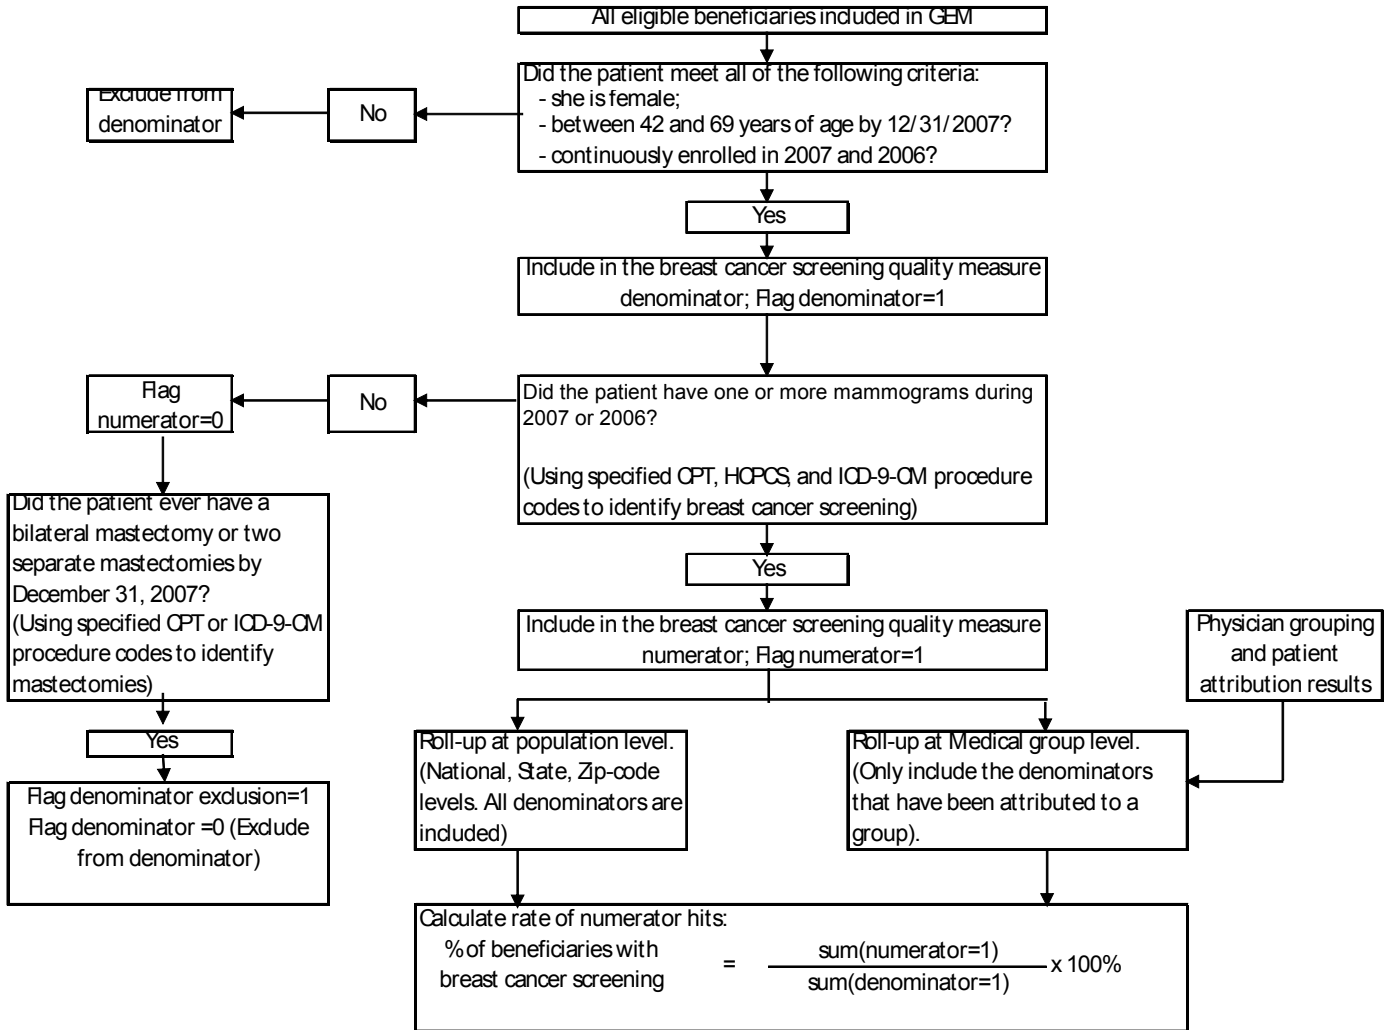 All eligible beneficiaries included in GEM
Did the patient meet all of the following criteria:
- she is female;
- between 42 and 69 years of age by 12/31/2007?
- continuously enrolled in 2007 and 2006?
No
Exclude from
denominator
Yes
Include in the breast cancer screening quality measure
denominator; Flag denominator=1
Did the patient have one or more mammograms during
2007 or 2006?
(Using specified CPT, HCPCS, and ICD-9-CM procedure
codes to identify breast cancer screening)
No
Flag
numerator=0
Did the patient ever have a
bilateral mastectomy or two
separate mastectomies by
December 31, 2007?
(Using specified CPT or ICD-9-CM
procedure codes to identify
mastectomies)
Yes
Flag denominator exclusion=1
Flag denominator =0 (Exclude
from denominator)
Yes
Include in the breast cancer screening quality measure
numerator; Flag numerator=1
Physician grouping
and patient
attribution results
Roll-up at population level.
(National, State, Zip-code
levels. All denominators are
included)
Roll-up at Medical group level.
(Only include the denominators
that have been attributed to a
group).
Calculate rate of numerator hits:
% of beneficiaries with
breast cancer screening
=
sum(numerator=1)
sum(denominator=1)
x 100%